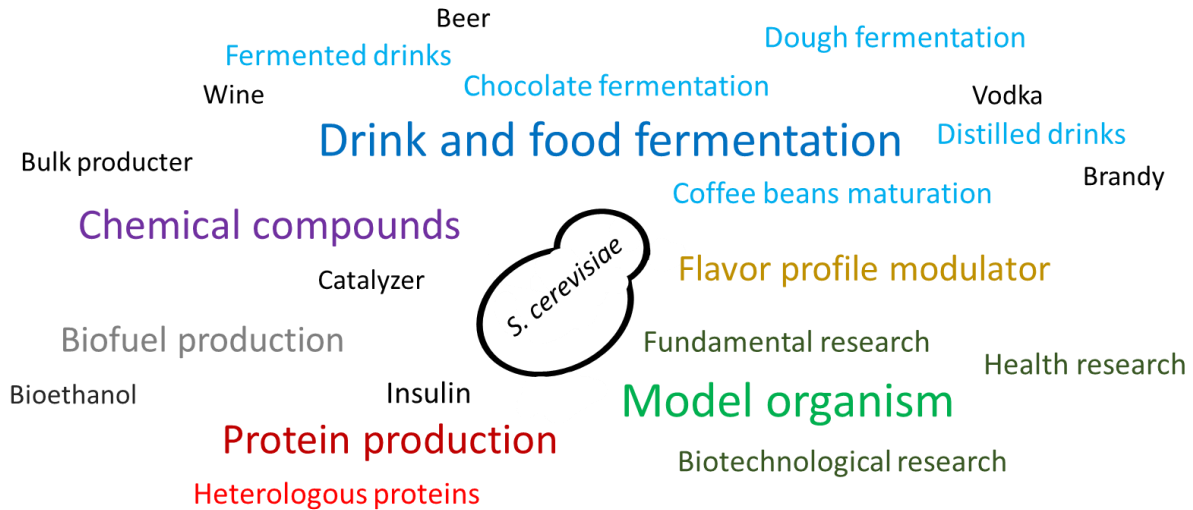 Beer
Dough fermentation
Fermented drinks
Chocolate fermentation
Wine
Vodka
Drink and food fermentation
Distilled drinks
Bulk producter
Brandy
Coffee beans maturation
Chemical compounds
S. cerevisiae
Flavor profile modulator
Catalyzer
Biofuel production
Fundamental research
Health research
Bioethanol
Insulin
Model organism
Protein production
Biotechnological research
Heterologous proteins